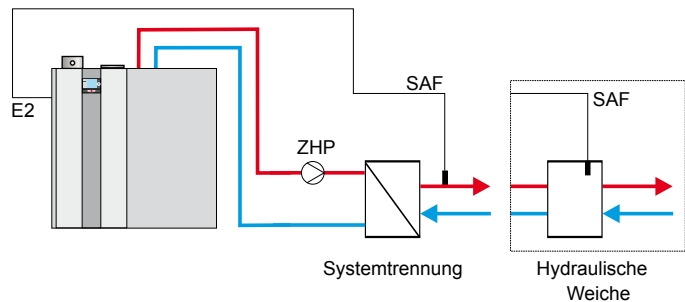 E2
SAF
SAF
ZHP
Systemtrennung
Hydraulische
Weiche